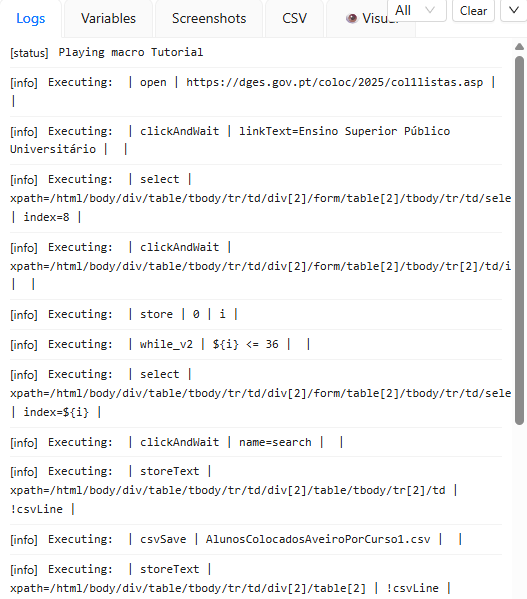 Logs Variables Screenshots CSV Visual All Clear
[status] Playing macro Tutorial
[info] Executing: | open | https://dges.gov.pt/coloc/2025/col1listas.asp |
|
[info] Executing: | clickAndWait | linkText=Ensino Superior Público
Universitário | |
[info] Executing: | select |
xpath=/html/body/div/table/tbody/tr/td/div[2]/form/table[2]/tbody/tr/td/sele
| index=8 |
[info] Executing: | clickAndWait |
xpath=/html/body/div/table/tbody/tr/td/div[2]/form/table[2]/tbody/tr[2]/td/i
| |
[info] Executing: | store | 0 | i |
[info] Executing: | while_v2 | ${i} <= 36 | |
[info] Executing: | select |
xpath=/html/body/div/table/tbody/tr/td/div[2]/form/table[2]/tbody/tr/td/sele
| index=${i} |
[info] Executing: | clickAndWait | name=search | |
[info] Executing: | storeText |
xpath=/html/body/div/table/tbody/tr/td/div[2]/table/tbody/tr[2]/td |
!csvLine |
[info] Executing: | csvSave | AlunosColocadosAveiroPorCurso1.csv | |
[info] Executing: | storeText |
xpath=/html/body/div/table/tbody/tr/td/div[2]/table[2] | !csvLine |